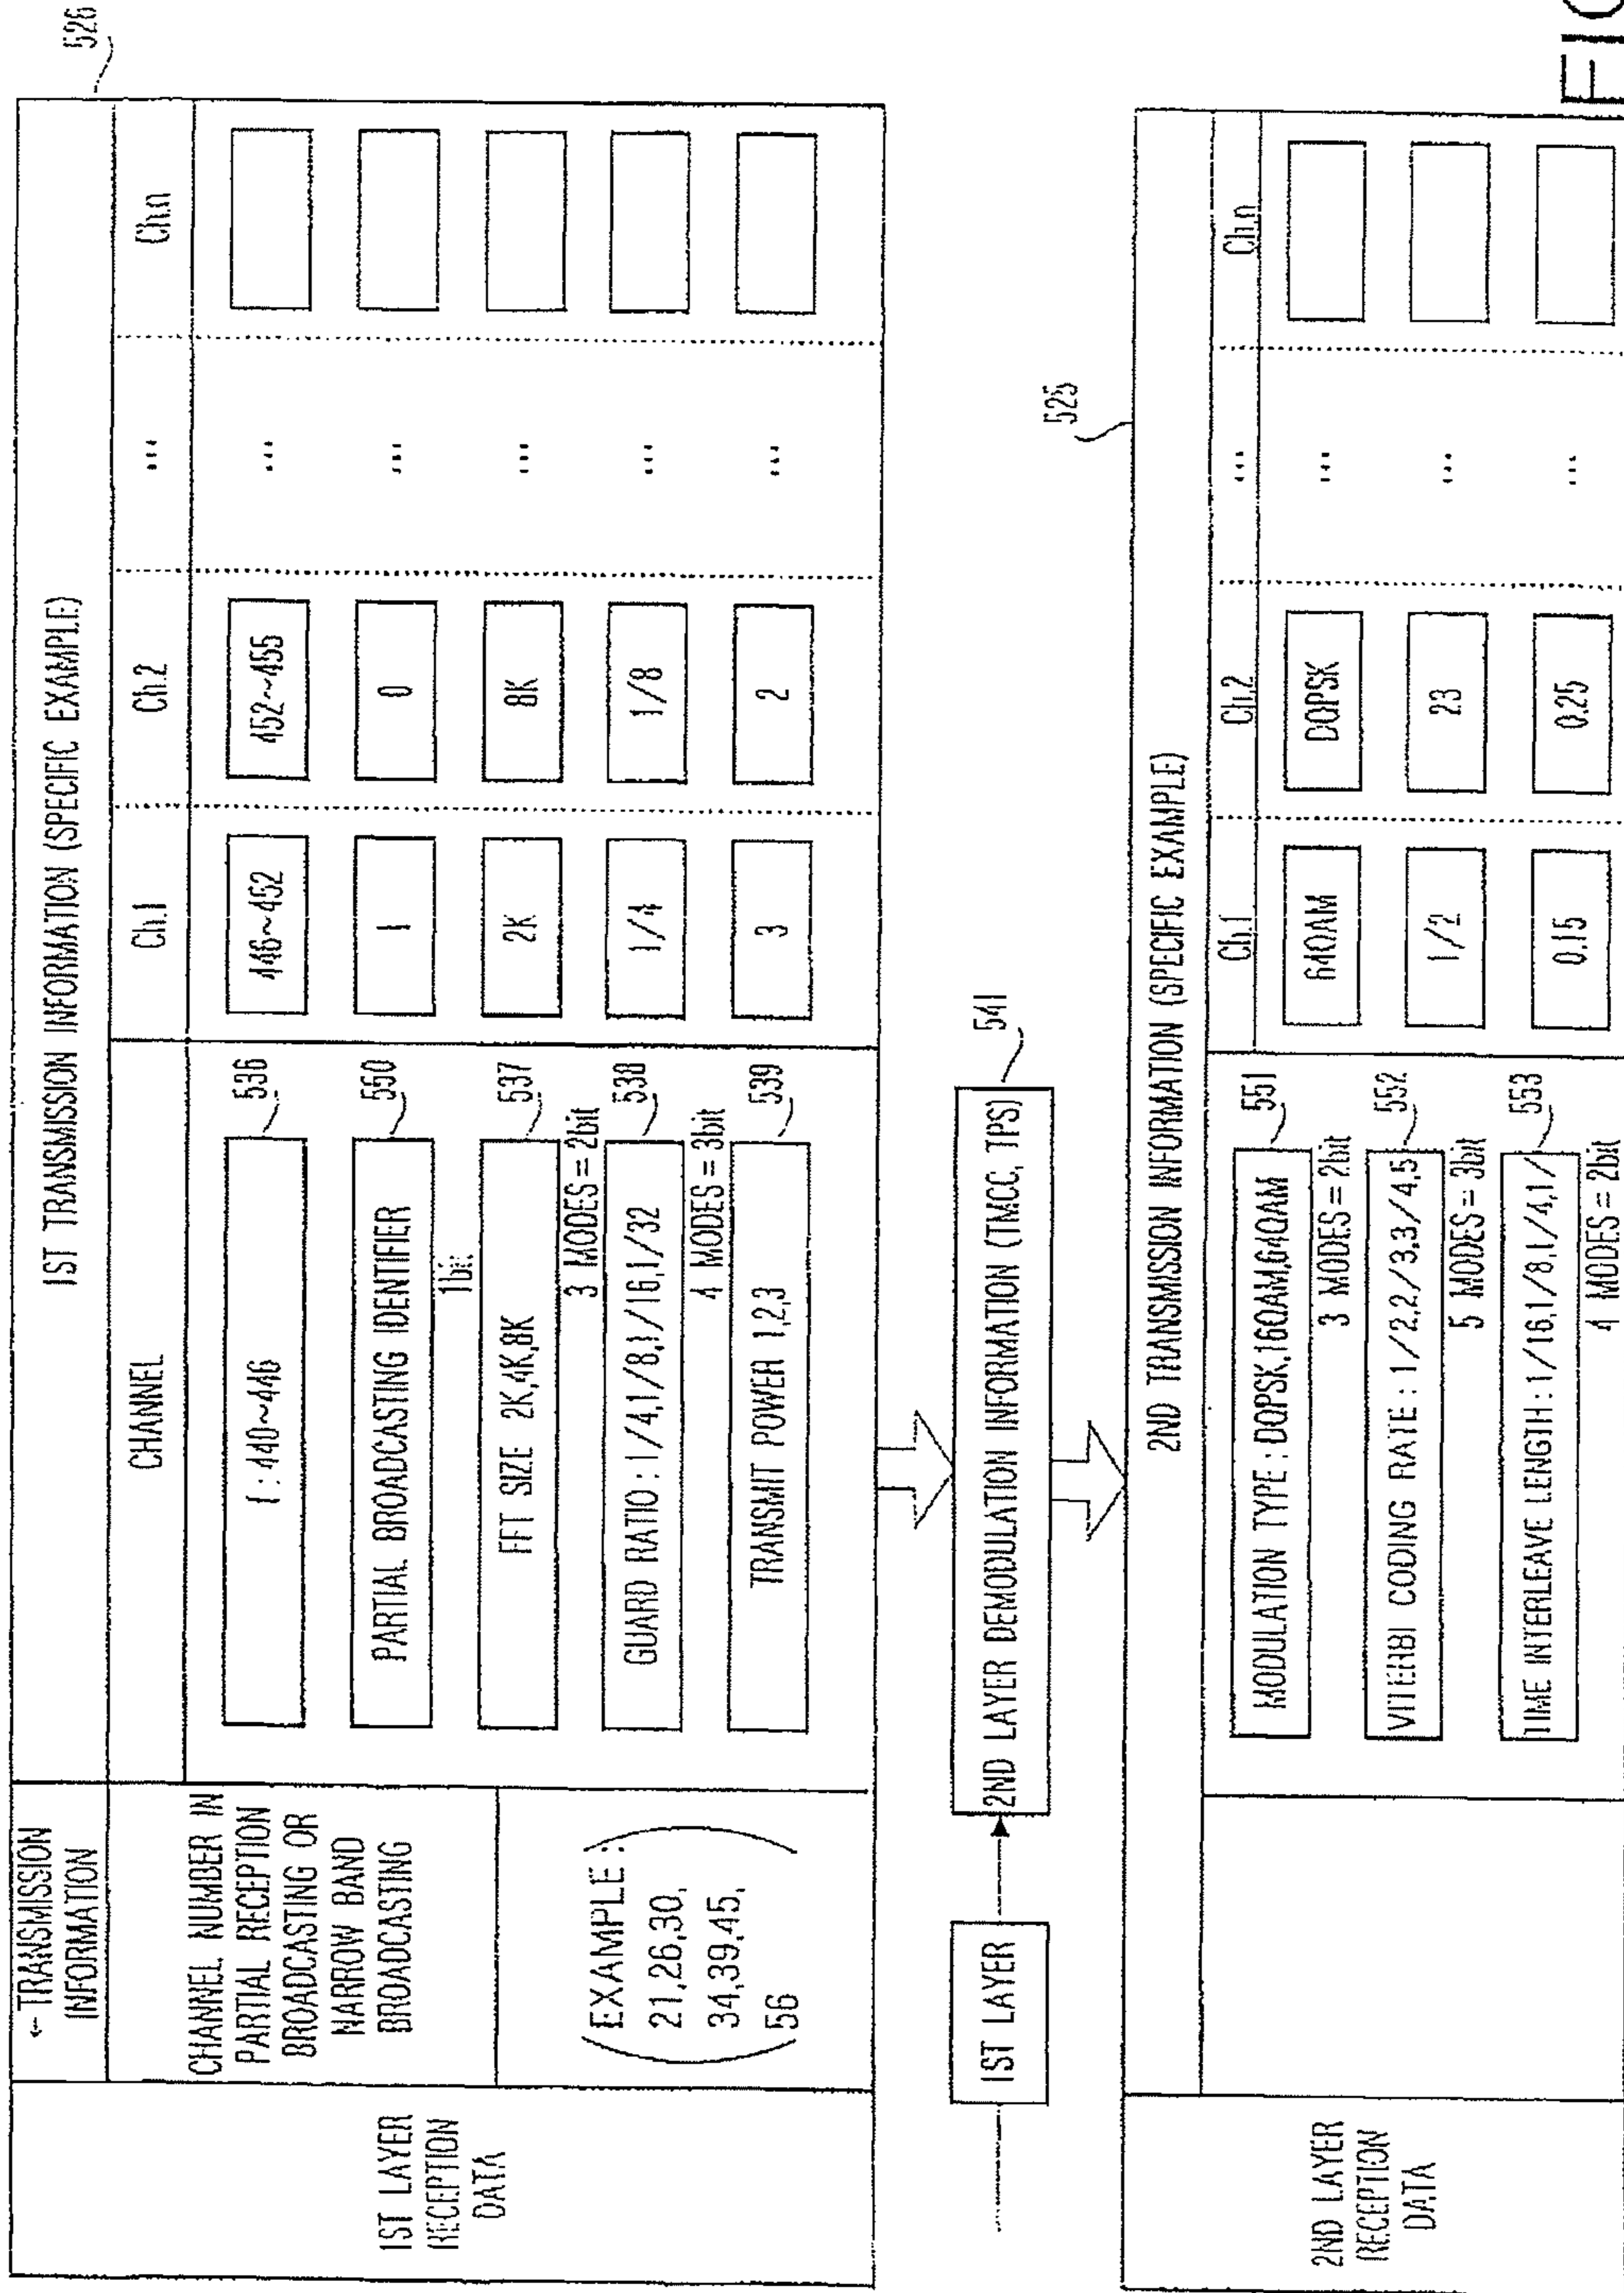 1ST TRANSMISSION INFORMATION (SPECIFIC EXAMPLE)
526
← TRANSMISSION
INFORMATION
CHANNEL
Ch.1
Ch.2
...
Ch.n
1ST LAYER
RECEPTION
DATA
CHANNEL NUMBER IN
PARTIAL RECEPTION
BROADCASTING OR
NARROW BAND
BROADCASTING
(EXAMPLE :
21,26,30,
34,39,45,
56)
f : 440~446
536
446~452
452~455
...
PARTIAL BROADCASTING IDENTIFIER
550
1bit
1
0
...
FFT SIZE 2K,4K,8K
537
3 MODES = 2bit
2K
8K
...
GUARD RATIO : 1/4,1/8,1/16,1/32
538
4 MODES = 3bit
1/4
1/8
...
TRANSMIT POWER 1,2,3
539
3
2
...
1ST LAYER
2ND LAYER DEMODULATION INFORMATION (TMCC, TPS)
541
2ND TRANSMISSION INFORMATION (SPECIFIC EXAMPLE)
525
Ch.1
Ch.2
...
Ch.n
2ND LAYER
RECEPTION
DATA
MODULATION TYPE : DQPSK,16QAM,64QAM
551
3 MODES = 2bit
64QAM
DQPSK
...
VITERBI CODING RATE : 1/2,2/3,3/4,5
552
5 MODES = 3bit
1/2
23
...
TIME INTERLEAVE LENGTH : 1/16,1/8,1/4,1/
553
4 MODES = 2bit
0.15
0.25
...